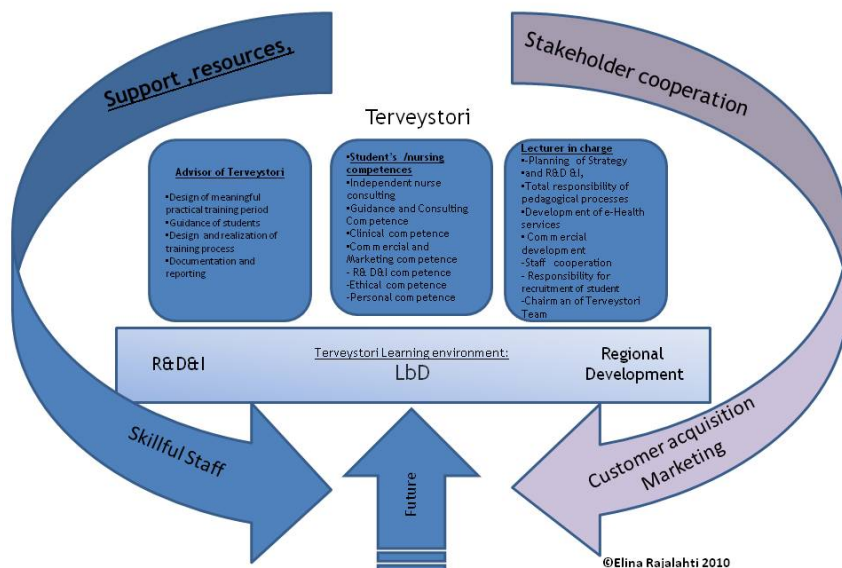 Support ,resources,
Stakeholder cooperation
Terveystori
Advisor of Terveystori
•Design of meaningful
practical training period
•Guidance of students
•Design and realization of
training process
•Documentation and
reporting
•Student's /nursing
competences
•Independent nurse
consulting
•Guidance and Consulting
Competence
•Clinical competence
•Commercial and
Marketing competence
- R& D&I competence
-Ethical competence
-Personal competence
Lecturer in charge
•-Planning of Strategy
•and R&D &I,
•Total responsibility of
pedagogical processes
•Development of e-Health
services
• Commercial
development
-Staff cooperation
- Responsibility for
recruitment of student
-Chairman of Terveystori
Team
R&D&I
Terveystori Learning environment:
LbD
Regional
Development
Skillful Staff
Future
Customer acquisition
Marketing
©Elina Rajalahti 2010